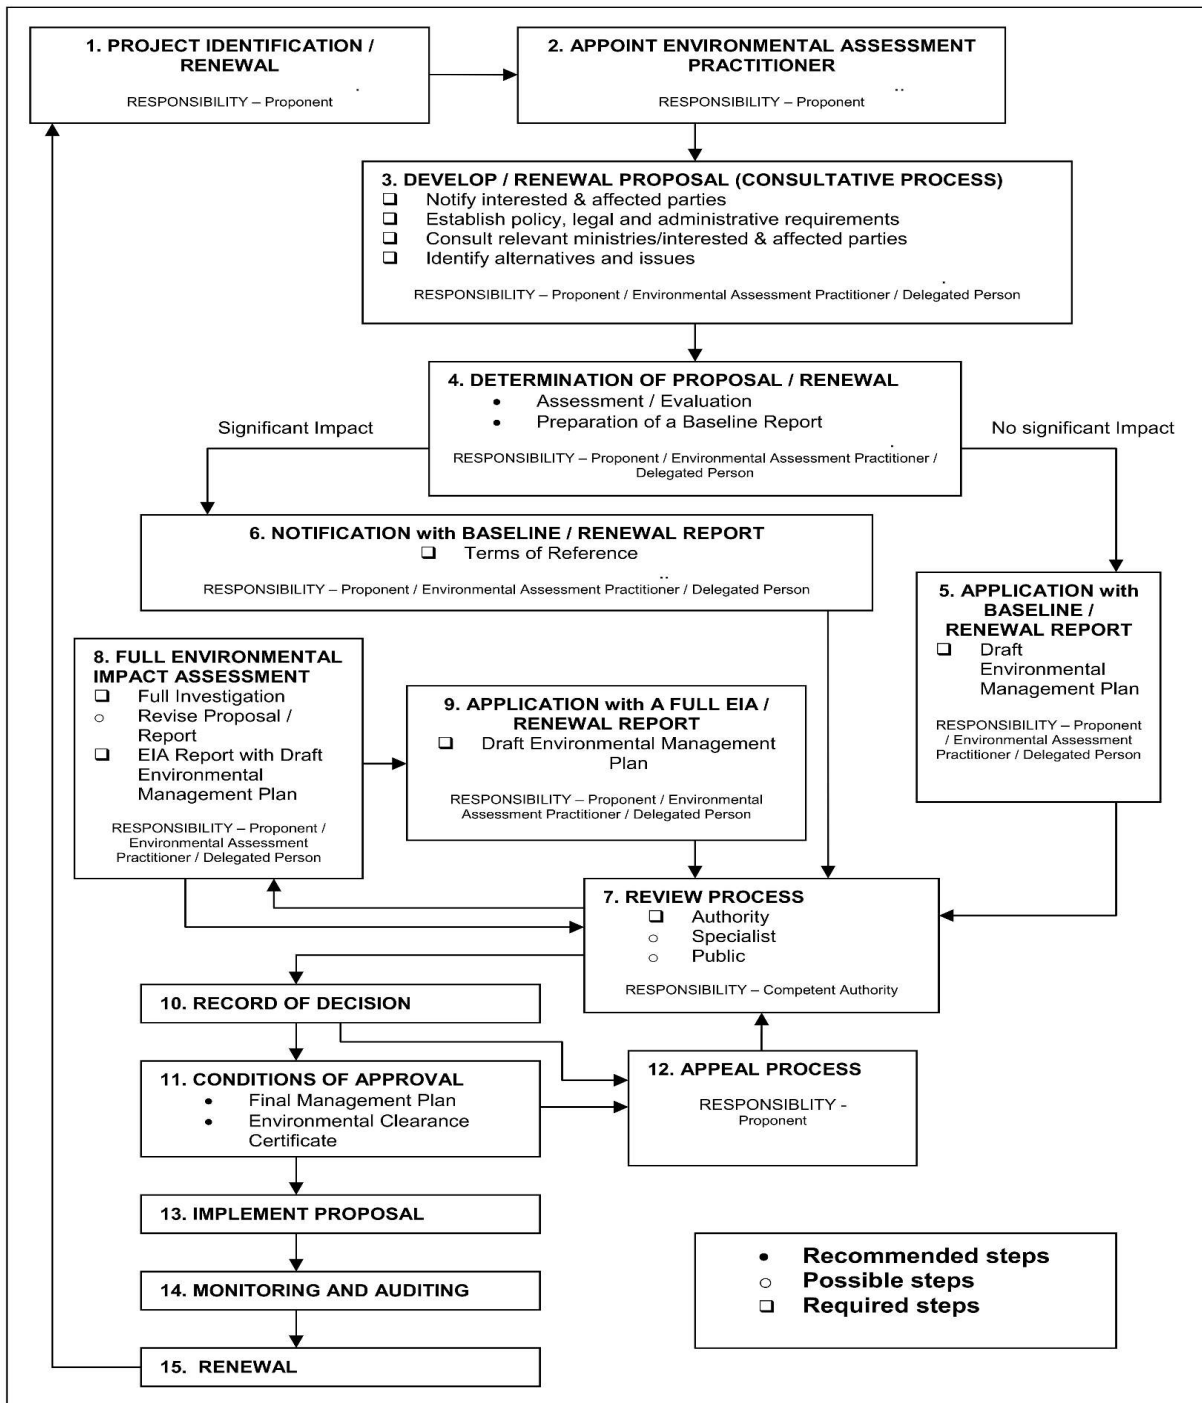 1. PROJECT IDENTIFICATION /
RENEWAL
RESPONSIBILITY – Proponent
2. APPOINT ENVIRONMENTAL ASSESSMENT
PRACTITIONER
RESPONSIBILITY – Proponent
3. DEVELOP / RENEWAL PROPOSAL (CONSULTATIVE PROCESS)
❑ Notify interested & affected parties
❑ Establish policy, legal and administrative requirements
❑ Consult relevant ministries/interested & affected parties
❑ Identify alternatives and issues
RESPONSIBILITY – Proponent / Environmental Assessment Practitioner / Delegated Person
4. DETERMINATION OF PROPOSAL / RENEWAL
• Assessment / Evaluation
• Preparation of a Baseline Report
RESPONSIBILITY – Proponent / Environmental Assessment Practitioner /
Delegated Person
Significant Impact
No significant Impact
6. NOTIFICATION with BASELINE / RENEWAL REPORT
❑ Terms of Reference
RESPONSIBILITY – Proponent / Environmental Assessment Practitioner / Delegated Person
5. APPLICATION with
BASELINE /
RENEWAL REPORT
❑ Draft
Environmental
Management Plan
RESPONSIBILITY – Proponent
/ Environmental Assessment
Practitioner / Delegated Person
8. FULL ENVIRONMENTAL
IMPACT ASSESSMENT
❑ Full Investigation
○ Revise Proposal /
Report
❑ EIA Report with Draft
Environmental
Management Plan
RESPONSIBILITY – Proponent /
Environmental Assessment
Practitioner / Delegated Person
9. APPLICATION with A FULL EIA /
RENEWAL REPORT
❑ Draft Environmental Management
Plan
RESPONSIBILITY – Proponent / Environmental
Assessment Practitioner / Delegated Person
7. REVIEW PROCESS
❑ Authority
○ Specialist
○ Public
RESPONSIBILITY – Competent Authority
10. RECORD OF DECISION
11. CONDITIONS OF APPROVAL
• Final Management Plan
• Environmental Clearance
Certificate
12. APPEAL PROCESS
RESPONSIBLITY -
Proponent
13. IMPLEMENT PROPOSAL
14. MONITORING AND AUDITING
15. RENEWAL
• Recommended steps
○ Possible steps
❑ Required steps